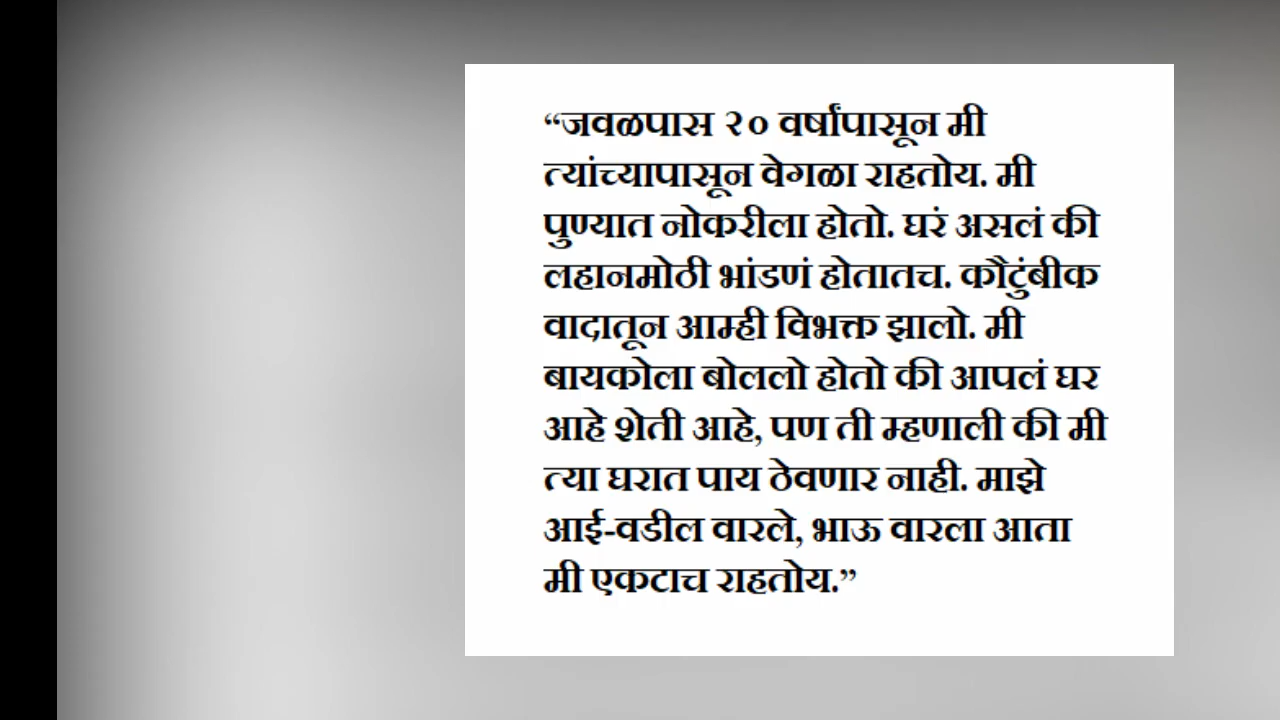 “जवळपास २० वर्षांपासून मी
त्यांच्यापासून वेगळा राहतोय. मी
पुण्यात नोकरीला होतो. घरं असलं की
लहानमोठी भांडणं होतातच. कौटुंबीक
वादातून आम्ही विभक्त झालो. मी
बायकोला बोललो होतो की आपलं घर
आहे शेती आहे, पण ती म्हणाली की मी
त्या घरात पाय ठेवणार नाही. माझे
आई-वडील वारले, भाऊ वारला आता
मी एकटाच राहतोय.”